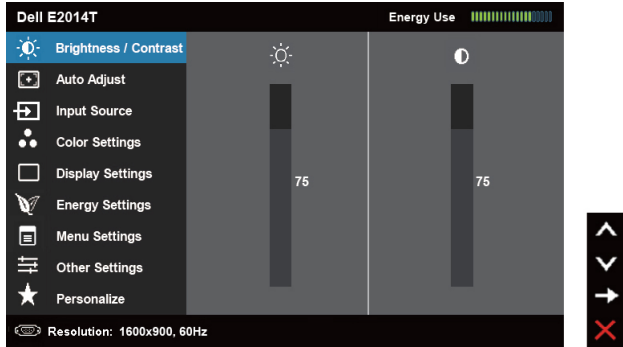 Dell E2014T
Energy Use
Brightness / Contrast
Auto Adjust
Input Source
Color Settings
Display Settings
Energy Settings
Menu Settings
Other Settings
Personalize
75
75
Resolution: 1600x900, 60Hz